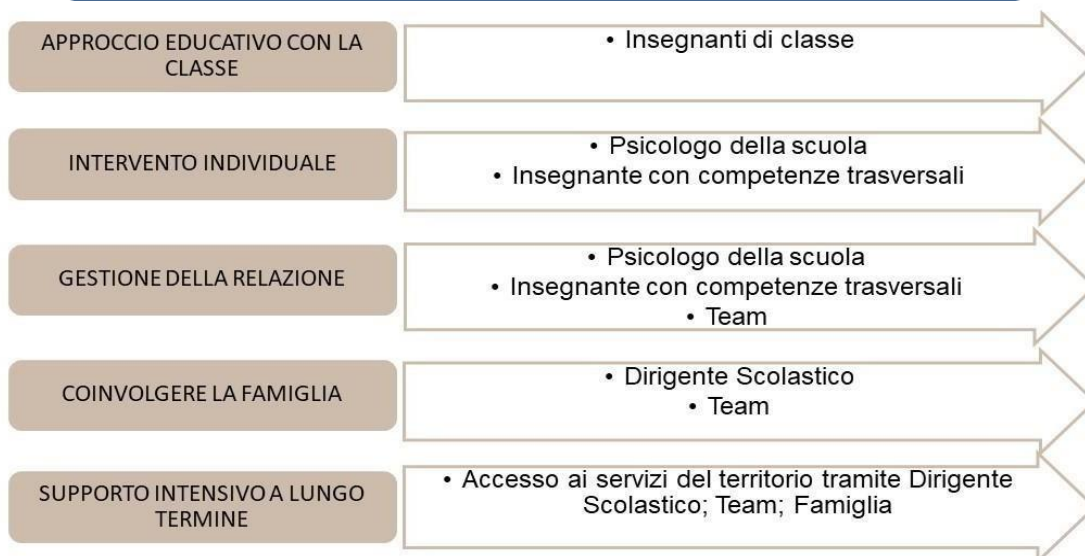 APPROCCIO EDUCATIVO CON LA
CLASSE
• Insegnanti di classe
INTERVENTO INDIVIDUALE
• Psicologo della scuola
• Insegnante con competenze trasversali
GESTIONE DELLA RELAZIONE
• Psicologo della scuola
• Insegnante con competenze trasversali
• Team
COINVOLGERE LA FAMIGLIA
• Dirigente Scolastico
• Team
SUPPORTO INTENSIVO A LUNGO
TERMINE
• Accesso ai servizi del territorio tramite Dirigente
Scolastico; Team; Famiglia